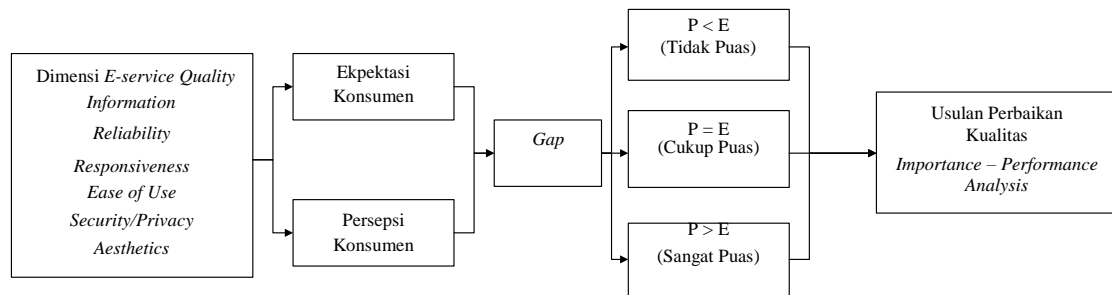 Dimensi E-service Quality
Information
Reliability
Responsiveness
Ease of Use
Security/Privacy
Aesthetics
Ekpektasi
Konsumen
Persepsi
Konsumen
Gap
P < E
(Tidak Puas)
P = E
(Cukup Puas)
P > E
(Sangat Puas)
Usulan Perbaikan
Kualitas
Importance – Performance
Analysis